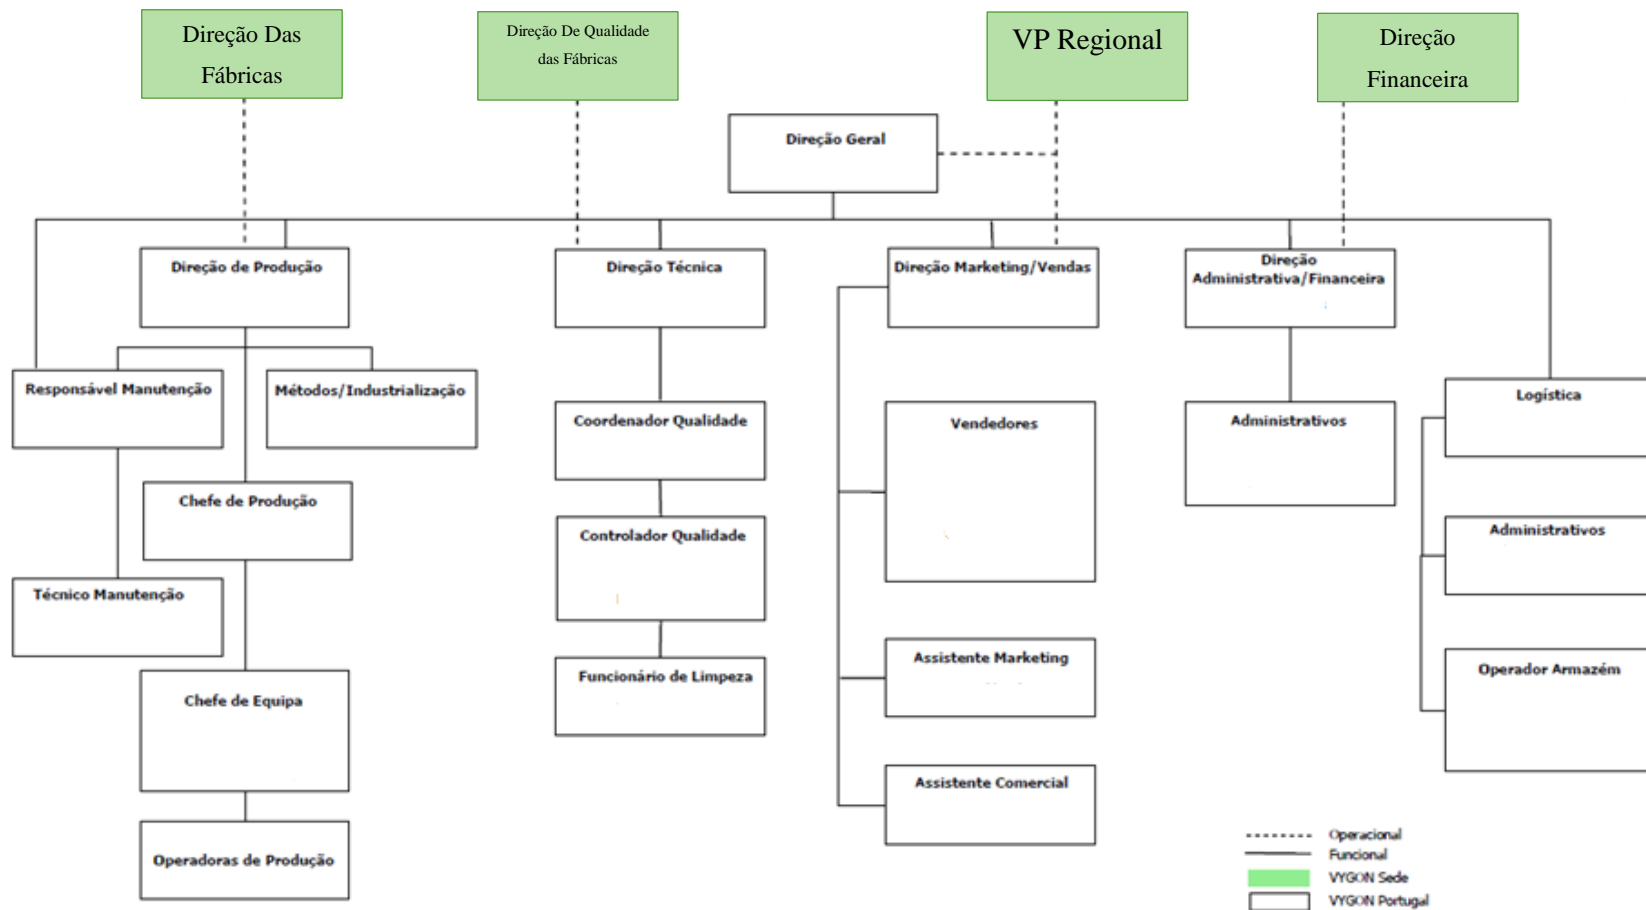 Direção Das
Fábricas
Direção De Qualidade
das Fábricas
VP Regional
Direção
Financeira
Direção Geral
Direção de Produção
Direção Técnica
Direção Marketing/Vendas
Direção
Administrativa/Financeira
Responsável Manutenção
Métodos/Industrialização
Coordenador Qualidade
Vendedores
Administrativos
Logística
Chefe de Produção
Controlador Qualidade
Administrativos
Técnico Manutenção
Funcionário de Limpeza
Assistente Marketing
Operador Armazém
Chefe de Equipa
Assistente Comercial
Operadoras de Produção
Operacional
Funcional
VYGON Sede
VYGON Portugal